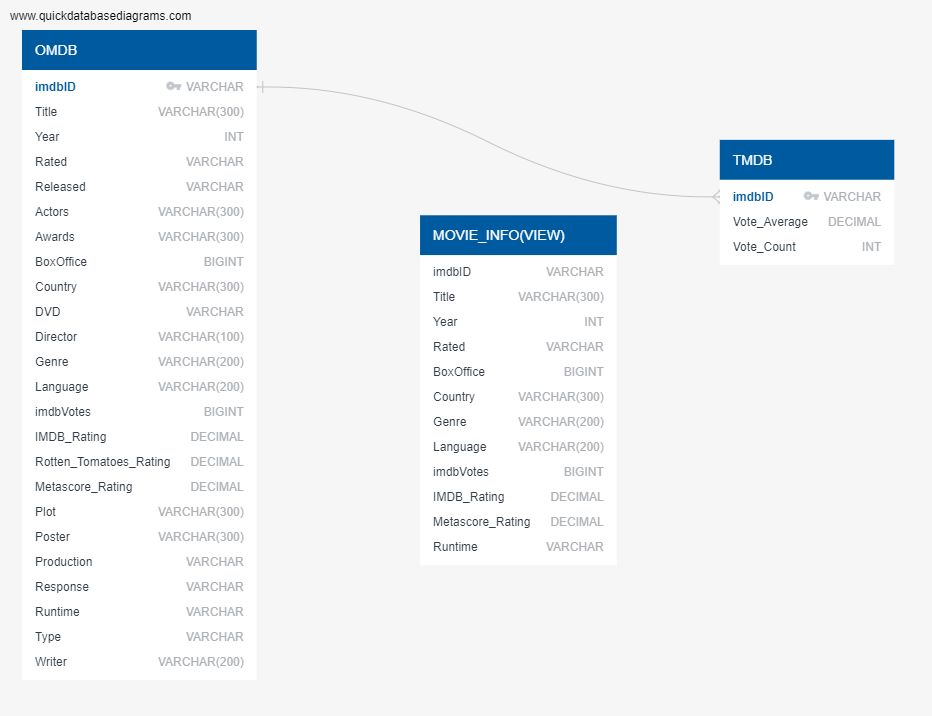 www.quickdatabasediagrams.com
OMDB
imdbID VARCHAR
Title VARCHAR(300)
Year INT
Rated VARCHAR
Released VARCHAR
Actors VARCHAR(300)
Awards VARCHAR(300)
BoxOffice BIGINT
Country VARCHAR(300)
DVD VARCHAR
Director VARCHAR(100)
Genre VARCHAR(200)
Language VARCHAR(200)
imdbVotes BIGINT
IMDB_Rating DECIMAL
Rotten_Tomatoes_Rating DECIMAL
Metascore_Rating DECIMAL
Plot VARCHAR(300)
Poster VARCHAR(300)
Production VARCHAR
Response VARCHAR
Runtime VARCHAR
Type VARCHAR
Writer VARCHAR(200)
MOVIE_INFO(VIEW)
imdbID VARCHAR
Title VARCHAR(300)
Year INT
Rated VARCHAR
BoxOffice BIGINT
Country VARCHAR(300)
Genre VARCHAR(200)
Language VARCHAR(200)
imdbVotes BIGINT
IMDB_Rating DECIMAL
Metascore_Rating DECIMAL
Runtime VARCHAR
TMDB
imdbID VARCHAR
Vote_Average DECIMAL
Vote_Count INT